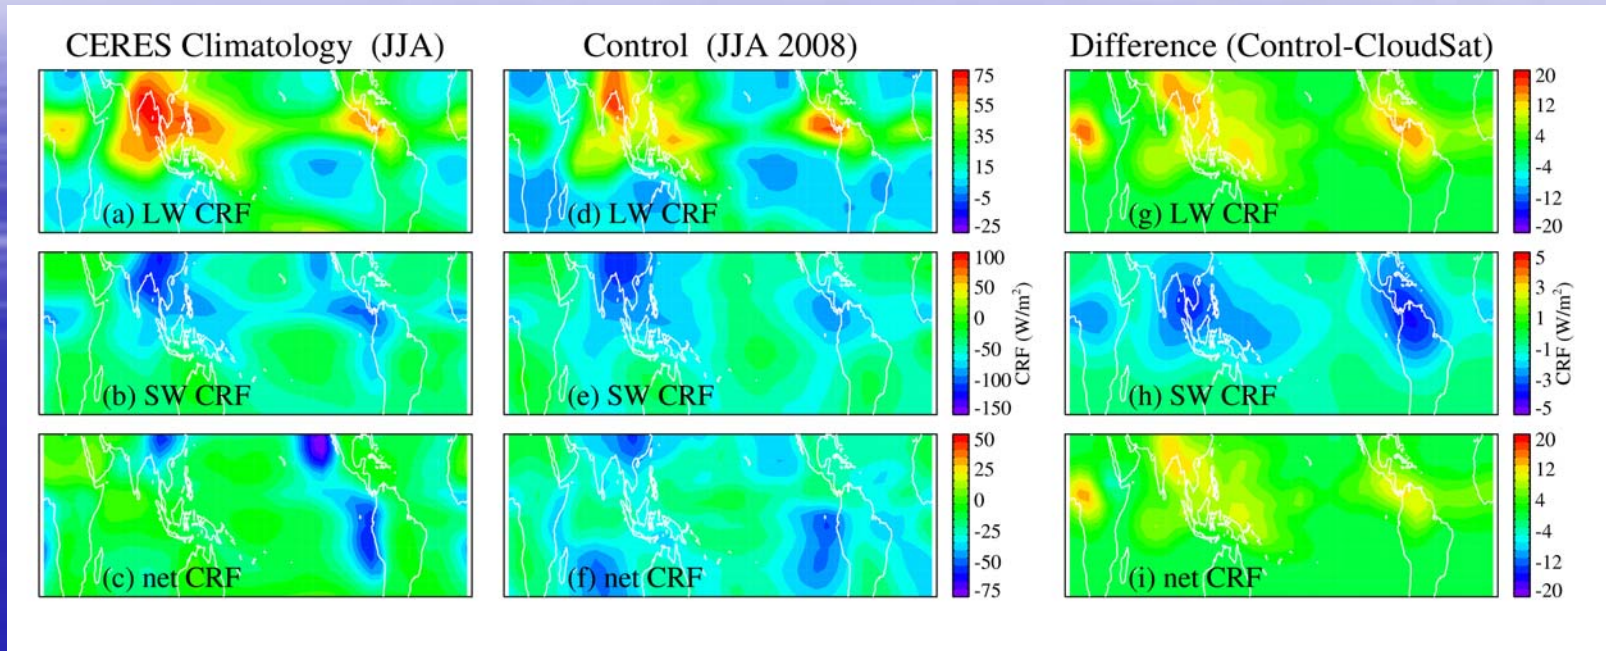 CERES Climatology (JJA)
Control (JJA 2008)
Difference (Control-CloudSat)
(a) LW CRF
(d) LW CRF
75
55
35
15
-5
-25
(g) LW CRF
20
12
4
-4
-12
-20
(b) SW CRF
(e) SW CRF
100
50
0
-50
-100
-150
CRF (W/m²)
(h) SW CRF
5
3
1
-1
-3
-5
CRF (W/m²)
(c) net CRF
(f) net CRF
50
25
0
-25
-50
-75
(i) net CRF
20
12
4
-4
-12
-20